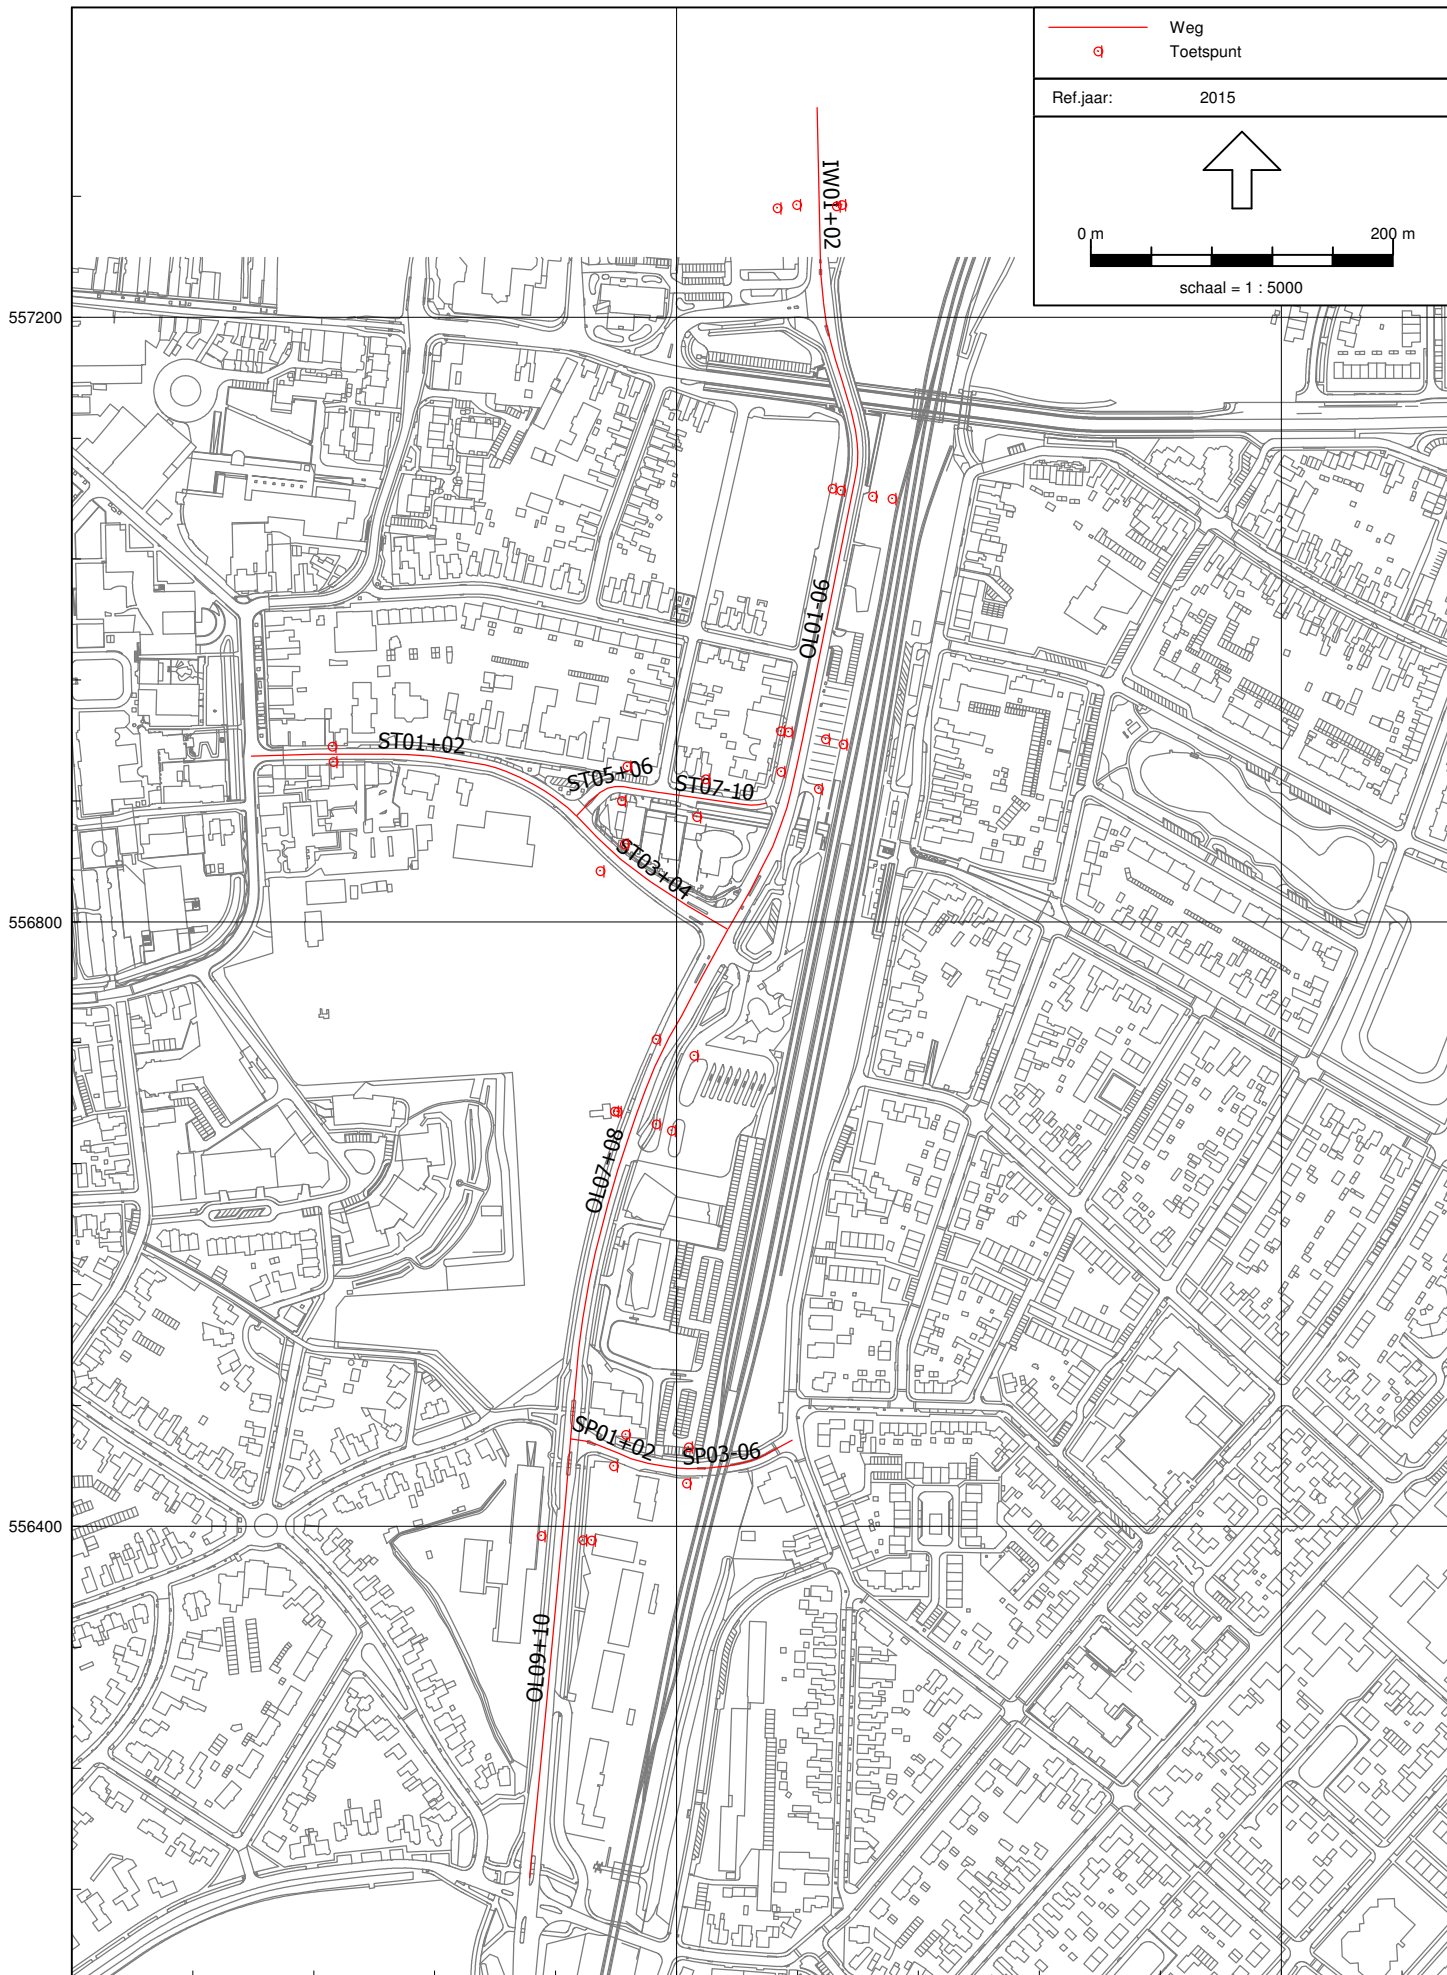 Weg
Toetspunt
Ref.jaar: 2015
0 m 200 m
schaal = 1 : 5000
IW01+02
557200
OL01-06
ST01+02
ST05+06
ST07-10
ST03+04
556800
OL07+08
SP01+02
SP03-06
556400
OL09+10